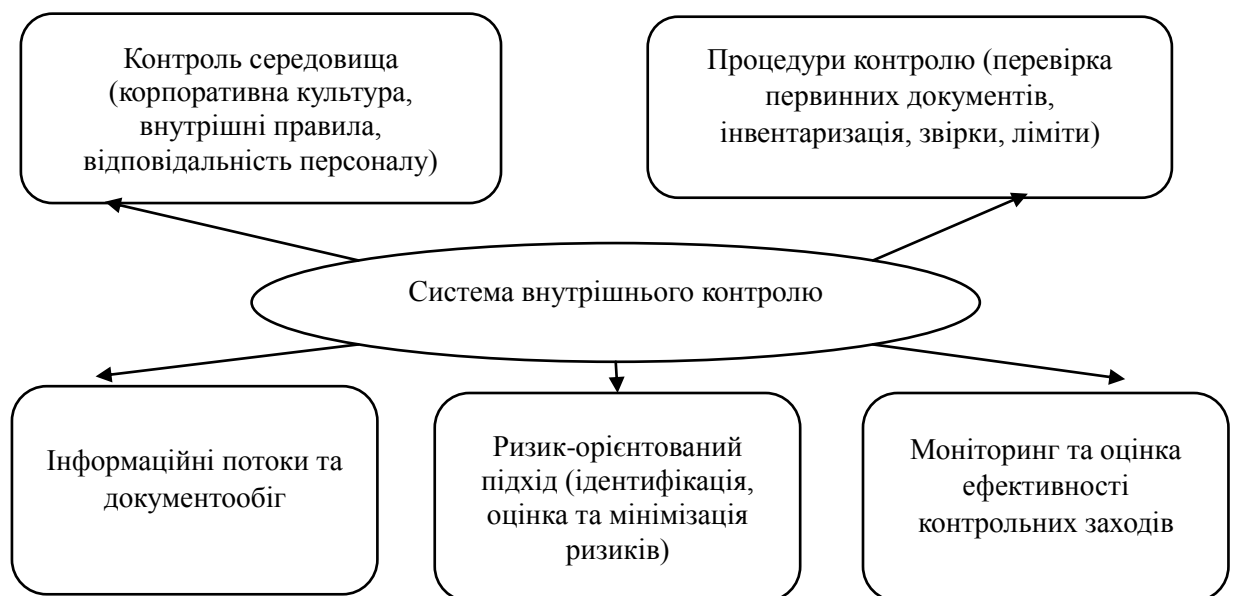 Контроль середовища
(корпоративна культура,
внутрішні правила,
відповідальність персоналу)
Процедури контролю (перевірка
первинних документів,
інвентаризація, звірки, ліміти)
Система внутрішнього контролю
Інформаційні потоки та
документообіг
Ризик-орієнтований
підхід (ідентифікація,
оцінка та мінімізація
ризиків)
Моніторинг та оцінка
ефективності
контрольних заходів